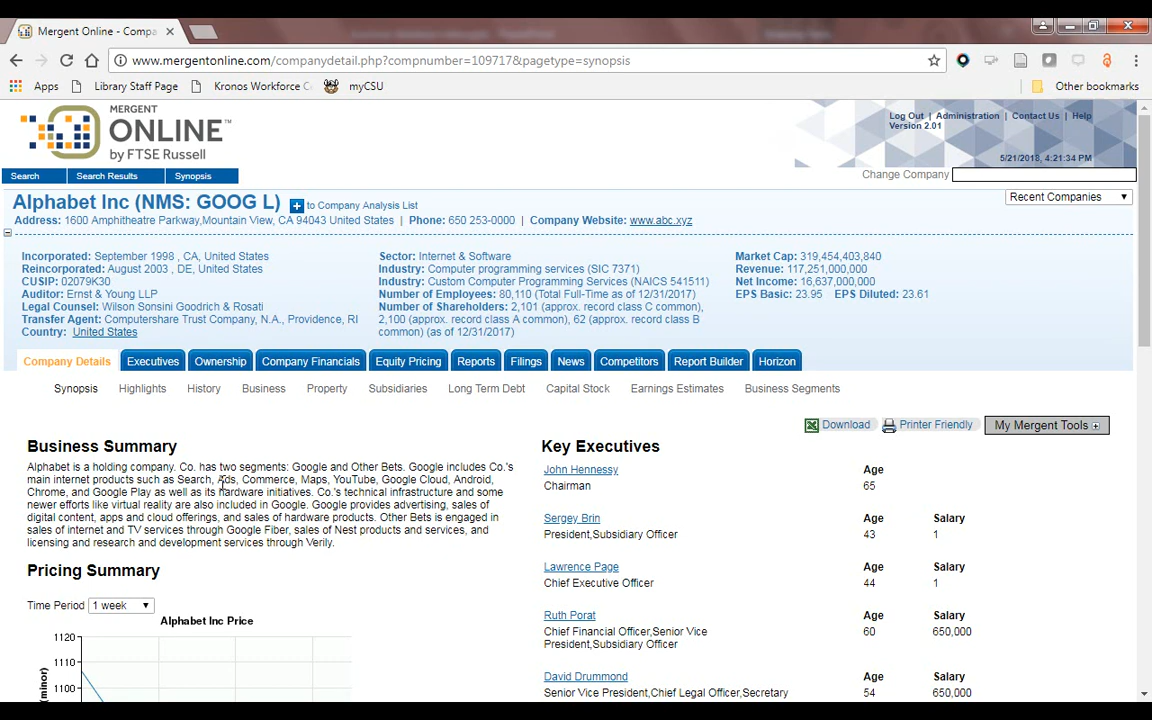 Mergent Online - Compa
www.mergentonline.com/companydetail.php?compnumber=109717&pagetype=synopsis
Apps Library Staff Page Kronos Workforce C myCSU Other bookmarks
MERGENT
ONLINE™
by FTSE Russell
Log Out | Administration | Contact Us | Help
Version 2.01
5/21/2018, 4:21:34 PM
Search Search Results Synopsis
Change Company
Alphabet Inc (NMS: GOOG L) + to Company Analysis List
Recent Companies
Address: 1600 Amphitheatre Parkway,Mountain View, CA 94043 United States | Phone: 650 253-0000 | Company Website: www.abc.xyz
Incorporated: September 1998 , CA, United States
Reincorporated: August 2003 , DE, United States
CUSIP: 02079K30
Auditor: Ernst & Young LLP
Legal Counsel: Wilson Sonsini Goodrich & Rosati
Transfer Agent: Computershare Trust Company, N.A., Providence, RI
Country: United States
Sector: Internet & Software
Industry: Computer programming services (SIC 7371)
Industry: Custom Computer Programming Services (NAICS 541511)
Number of Employees: 80,110 (Total Full-Time as of 12/31/2017)
Number of Shareholders: 2,101 (approx. record class C common),
2,100 (approx. record class A common), 62 (approx. record class B
common) (as of 12/31/2017)
Market Cap: 319,454,403,840
Revenue: 117,251,000,000
Net Income: 16,637,000,000
EPS Basic: 23.95 EPS Diluted: 23.61
Company Details Executives Ownership Company Financials Equity Pricing Reports Filings News Competitors Report Builder Horizon
Synopsis Highlights History Business Property Subsidiaries Long Term Debt Capital Stock Earnings Estimates Business Segments
Download Printer Friendly My Mergent Tools
Business Summary
Alphabet is a holding company. Co. has two segments: Google and Other Bets. Google includes Co.'s
main internet products such as Search, Ads, Commerce, Maps, YouTube, Google Cloud, Android,
Chrome, and Google Play as well as its hardware initiatives. Co.'s technical infrastructure and some
newer efforts like virtual reality are also included in Google. Google provides advertising, sales of
digital content, apps and cloud offerings, and sales of hardware products. Other Bets is engaged in
sales of internet and TV services through Google Fiber, sales of Nest products and services, and
licensing and research and development services through Verily.
Pricing Summary
Time Period 1 week
Alphabet Inc Price
1120
1110
1100
(minor)
Key Executives
John Hennessy Age
Chairman 65
Sergey Brin Age Salary
President,Subsidiary Officer 43 1
Lawrence Page Age Salary
Chief Executive Officer 44 1
Ruth Porat Age Salary
Chief Financial Officer,Senior Vice 60 650,000
President,Subsidiary Officer
David Drummond Age Salary
Senior Vice President,Chief Legal Officer,Secretary 54 650,000